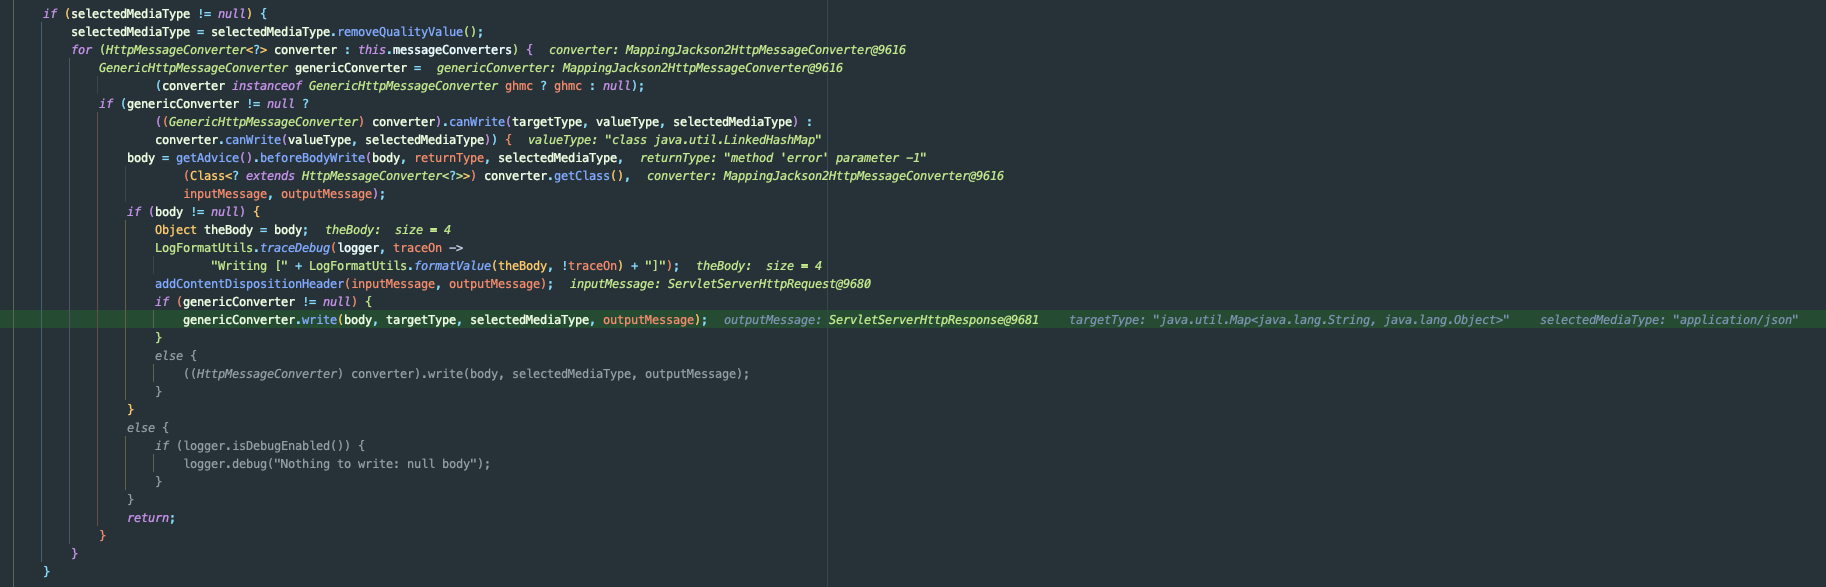 if (selectedMediaType != null) {
selectedMediaType = selectedMediaType.removeQualityValue();
for (HttpMessageConverter<?> converter : this.messageConverters) {  converter: MappingJackson2HttpMessageConverter@9616
GenericHttpMessageConverter genericConverter =  genericConverter: MappingJackson2HttpMessageConverter@9616
(converter instanceof GenericHttpMessageConverter ghmc ? ghmc : null);
if (genericConverter != null ?
((GenericHttpMessageConverter) converter).canWrite(targetType, valueType, selectedMediaType) :
converter.canWrite(valueType, selectedMediaType)) {  valueType: "class java.util.LinkedHashMap"
body = getAdvice().beforeBodyWrite(body, returnType, selectedMediaType,  returnType: "method 'error' parameter -1"
(Class<? extends HttpMessageConverter<?>>) converter.getClass(),  converter: MappingJackson2HttpMessageConverter@9616
inputMessage, outputMessage);
if (body != null) {
Object theBody = body;  theBody:  size = 4
LogFormatUtils.traceDebug(logger, traceOn ->
"Writing [" + LogFormatUtils.formatValue(theBody, !traceOn) + "]");  theBody:  size = 4
addContentDispositionHeader(inputMessage, outputMessage);  inputMessage: ServletServerHttpRequest@9680
if (genericConverter != null) {
genericConverter.write(body, targetType, selectedMediaType, outputMessage);  outputMessage: ServletServerHttpResponse@9681    targetType: "java.util.Map<java.lang.String, java.lang.Object>"    selectedMediaType: "application/json"
}
else {
((HttpMessageConverter) converter).write(body, selectedMediaType, outputMessage);
}
}
else {
if (logger.isDebugEnabled()) {
logger.debug("Nothing to write: null body");
}
}
return;
}
}
}